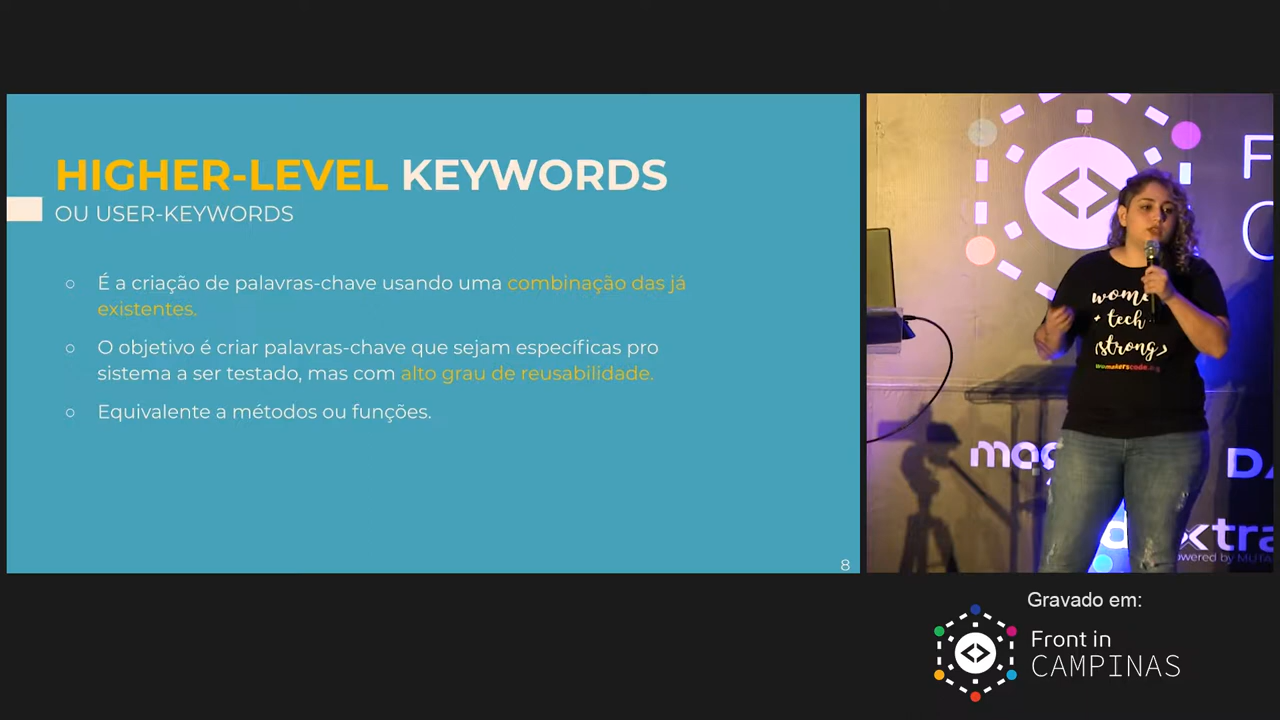 HIGHER-LEVEL KEYWORDS
OU USER-KEYWORDS
○ É a criação de palavras-chave usando uma combinação das já
existentes.
○ O objetivo é criar palavras-chave que sejam específicas pro
sistema a ser testado, mas com alto grau de reusabilidade.
○ Equivalente a métodos ou funções.
8
+ tech
<strong>
womakerscode.org
Gravado em:
Front in
CAMPINAS